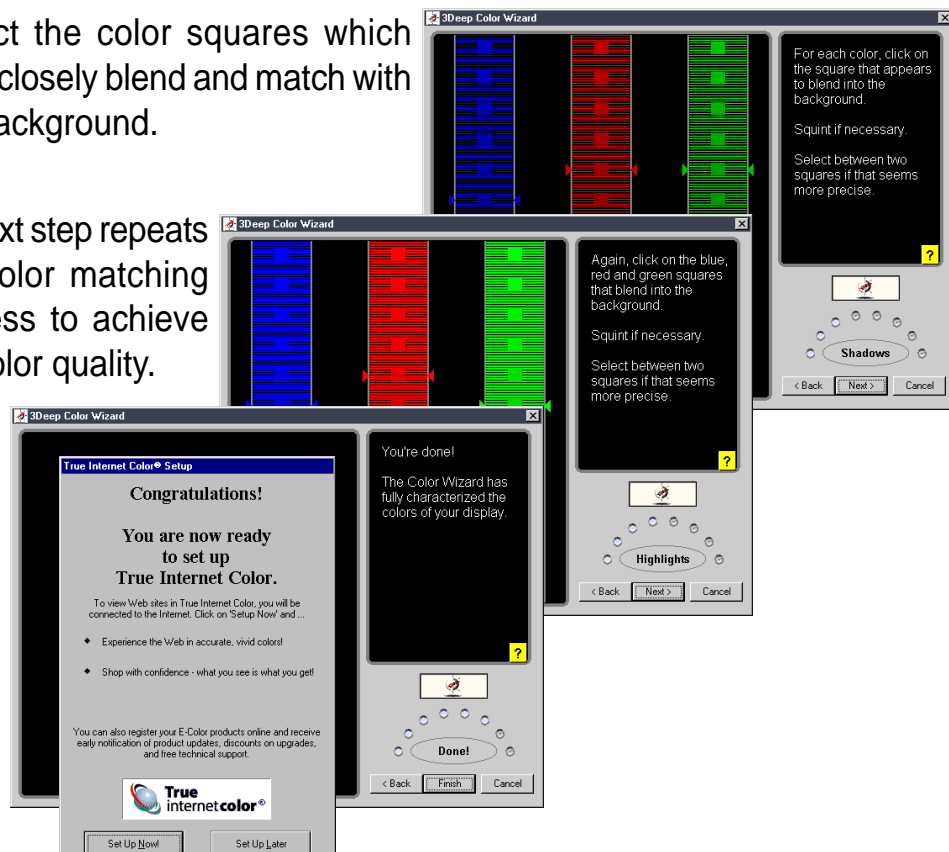 ct the color squares which
closely blend and match with
ackground.
xt step repeats
olor matching
ess to achieve
olor quality.
3Deep Color Wizard
For each color, click on
the square that appears
to blend into the
background.
Squint if necessary.
Select between two
squares if that seems
more precise.
?
Shadows
< Back
Next >
Cancel
3Deep Color Wizard
Again, click on the blue,
red and green squares
that blend into the
background.
Squint if necessary.
Select between two
squares if that seems
more precise.
?
Highlights
< Back
Next >
Cancel
3Deep Color Wizard
True Internet Color® Setup
Congratulations!
You are now ready
to set up
True Internet Color.
To view Web sites in True Internet Color, you will be
connected to the Internet. Click on 'Setup Now' and ...
Experience the Web in accurate, vivid colors!
Shop with confidence - what you see is what you get!
You can also register your E-Color products online and receive
early notification of product updates, discounts on upgrades,
and free technical support.
True
internetcolor®
Set Up Now!
Set Up Later
You're done!
The Color Wizard has
fully characterized the
colors of your display.
?
Done!
< Back
Finish
Cancel